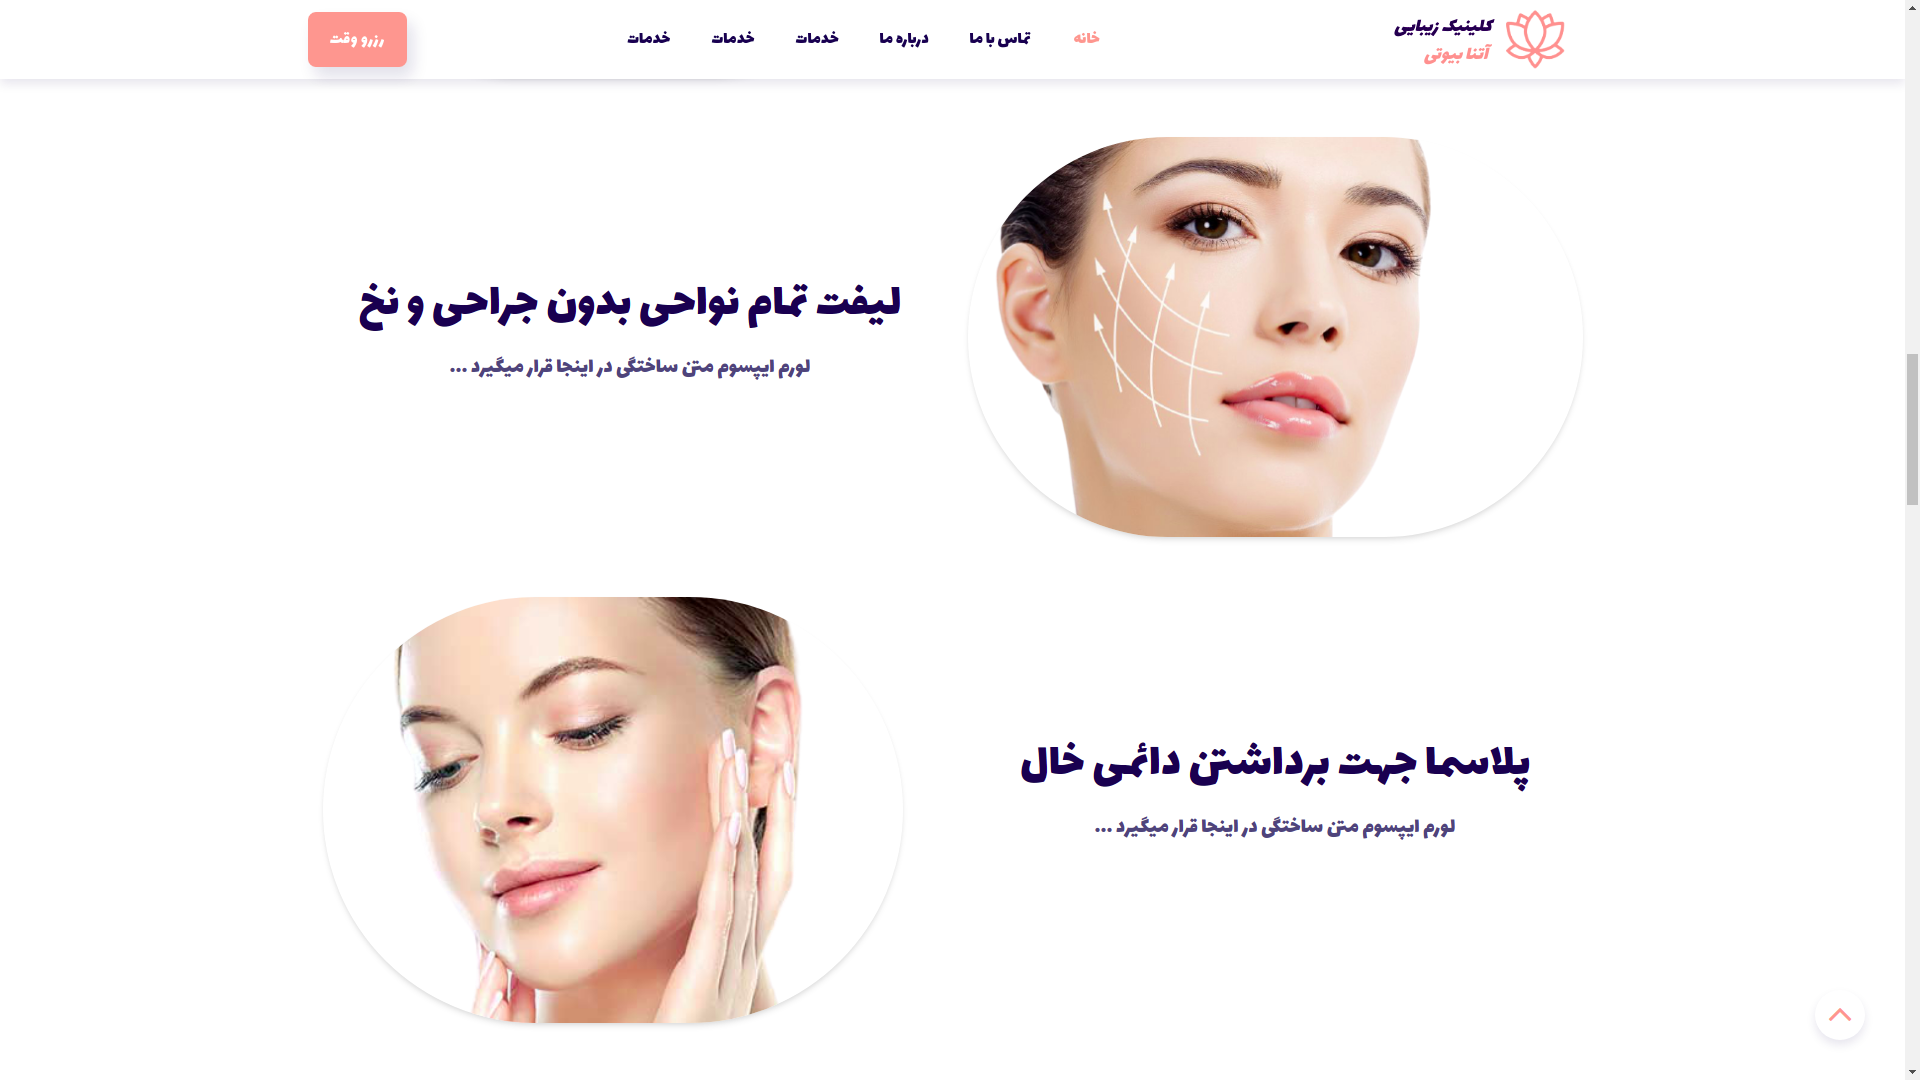 کلینیک زیبایی
آتنا بیوتی
خانه
تماس با ما
درباره ما
خدمات
خدمات
خدمات
رزرو وقت
لیفت تمام نواحی بدون جراحی و نخ
لورم ایپسوم متن ساختگی در اینجا قرار میگیرد ...
پلاسما جهت برداشتن دائمی خال
لورم ایپسوم متن ساختگی در اینجا قرار میگیرد ...